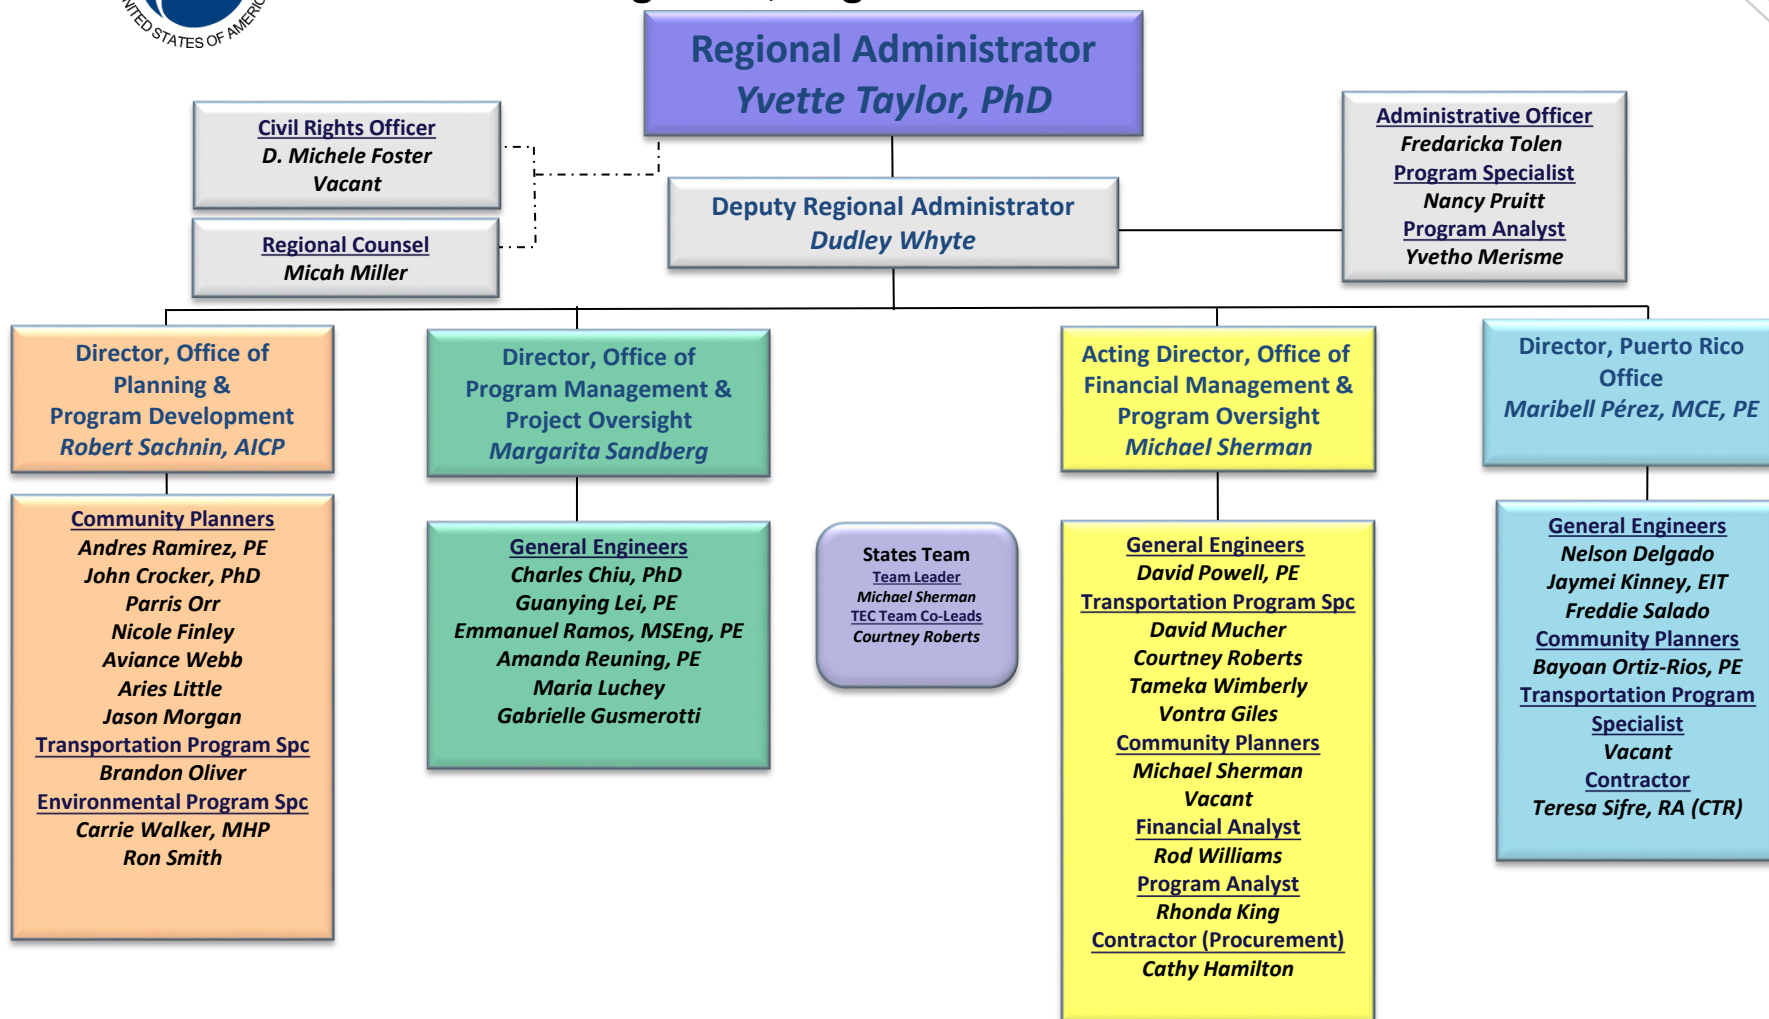 UNITED STATES OF AMERICA
Regional Administrator
Yvette Taylor, PhD
Civil Rights Officer
D. Michele Foster
Vacant
Regional Counsel
Micah Miller
Deputy Regional Administrator
Dudley Whyte
Administrative Officer
Fredaricka Tolen
Program Specialist
Nancy Pruitt
Program Analyst
Yvetho Merisme
Director, Office of
Planning &
Program Development
Robert Sachnin, AICP
Community Planners
Andres Ramirez, PE
John Crocker, PhD
Parris Orr
Nicole Finley
Aviance Webb
Aries Little
Jason Morgan
Transportation Program Spc
Brandon Oliver
Environmental Program Spc
Carrie Walker, MHP
Ron Smith
Director, Office of
Program Management &
Project Oversight
Margarita Sandberg
General Engineers
Charles Chiu, PhD
Guanying Lei, PE
Emmanuel Ramos, MSEng, PE
Amanda Reuning, PE
Maria Luchey
Gabrielle Gusmerotti
States Team
Team Leader
Michael Sherman
TEC Team Co-Leads
Courtney Roberts
Acting Director, Office of
Financial Management &
Program Oversight
Michael Sherman
General Engineers
David Powell, PE
Transportation Program Spc
David Mucher
Courtney Roberts
Tameka Wimberly
Vontra Giles
Community Planners
Michael Sherman
Vacant
Financial Analyst
Rod Williams
Program Analyst
Rhonda King
Contractor (Procurement)
Cathy Hamilton
Director, Puerto Rico
Office
Maribell Pérez, MCE, PE
General Engineers
Nelson Delgado
Jaymei Kinney, EIT
Freddie Salado
Community Planners
Bayoan Ortiz-Rios, PE
Transportation Program
Specialist
Vacant
Contractor
Teresa Sifre, RA (CTR)